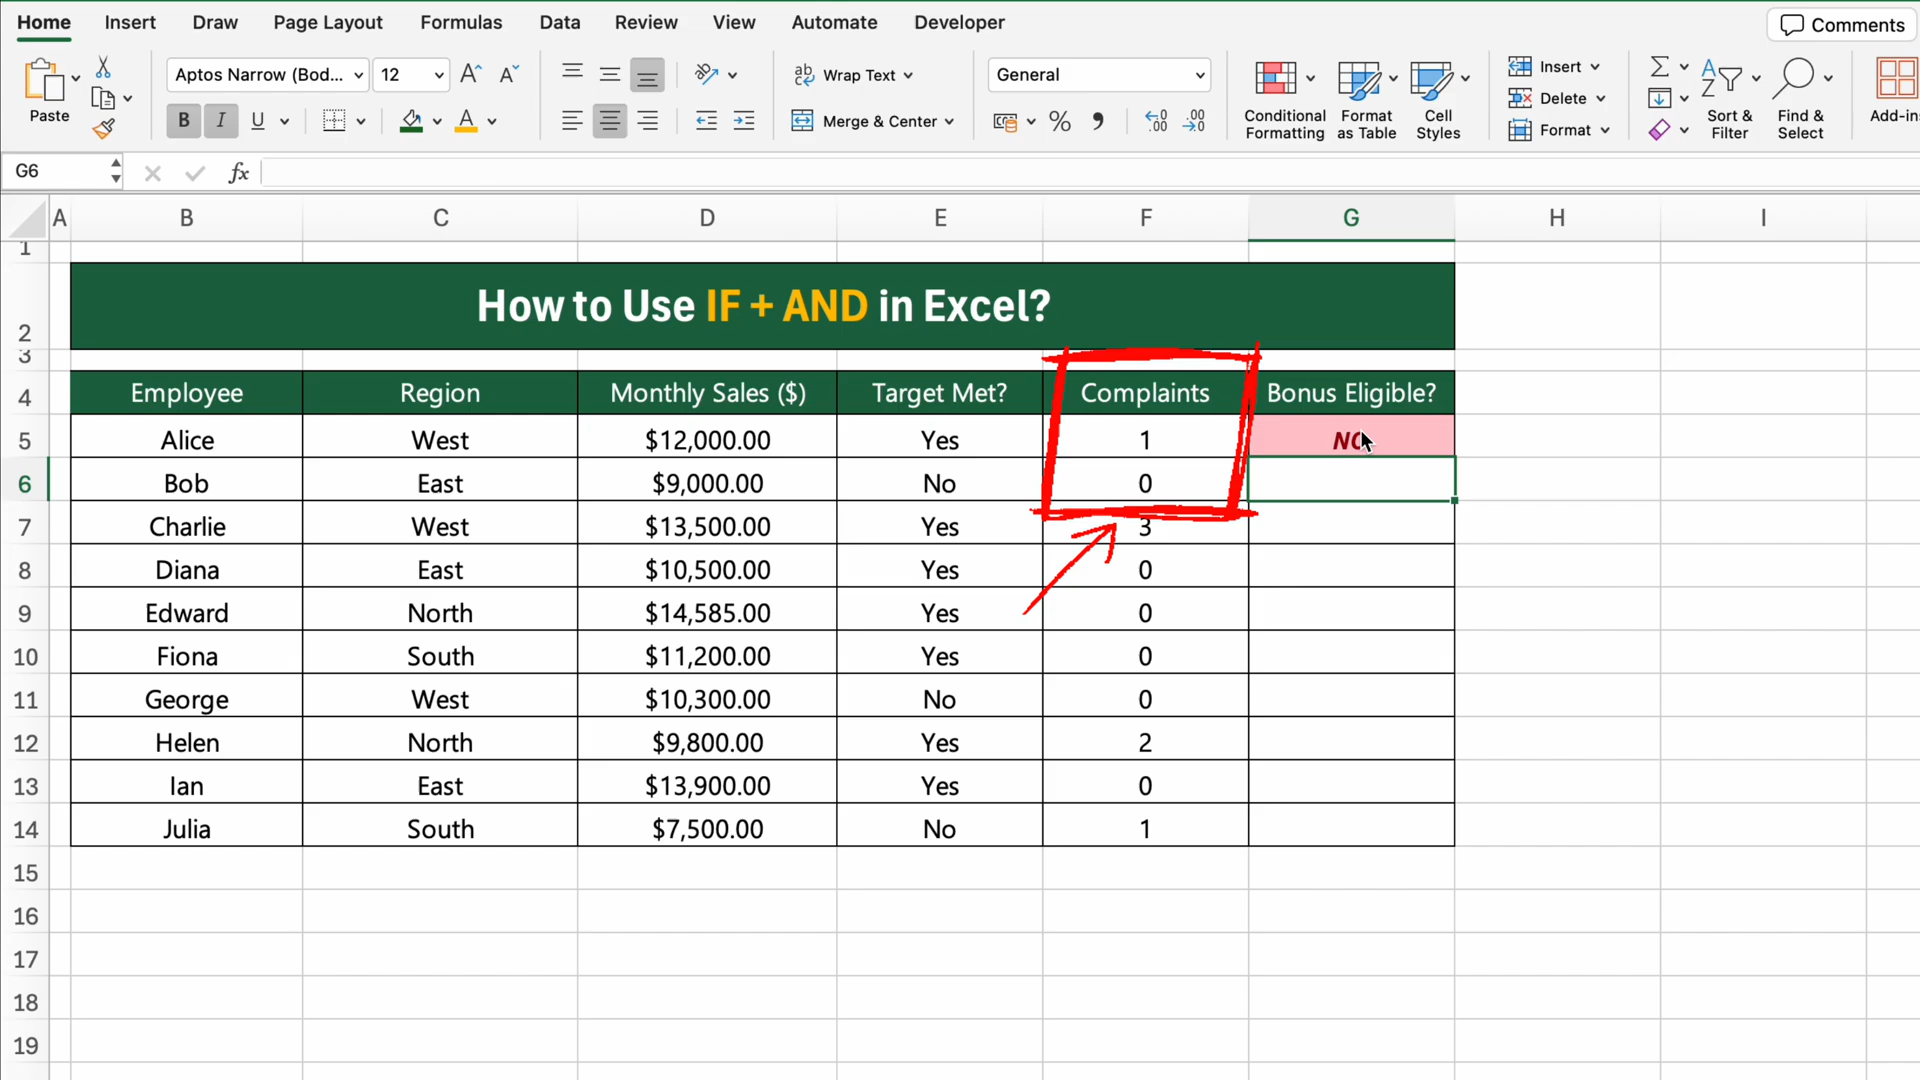 Home Insert Draw Page Layout Formulas Data Review View Automate Developer Comments
Paste
Aptos Narrow (Bod... 12
B I U
Wrap Text
Merge & Center
General
Conditional Formatting
Format as Table
Cell Styles
Insert
Delete
Format
Sort & Filter
Find & Select
Add-in
G6 fx
A B C D E F G H I
1
2 How to Use IF + AND in Excel?
3
4 Employee Region Monthly Sales ($) Target Met? Complaints Bonus Eligible?
5 Alice West $12,000.00 Yes 1 NO
6 Bob East $9,000.00 No 0
7 Charlie West $13,500.00 Yes 3
8 Diana East $10,500.00 Yes 0
9 Edward North $14,585.00 Yes 0
10 Fiona South $11,200.00 Yes 0
11 George West $10,300.00 No 0
12 Helen North $9,800.00 Yes 2
13 Ian East $13,900.00 Yes 0
14 Julia South $7,500.00 No 1
15
16
17
18
19